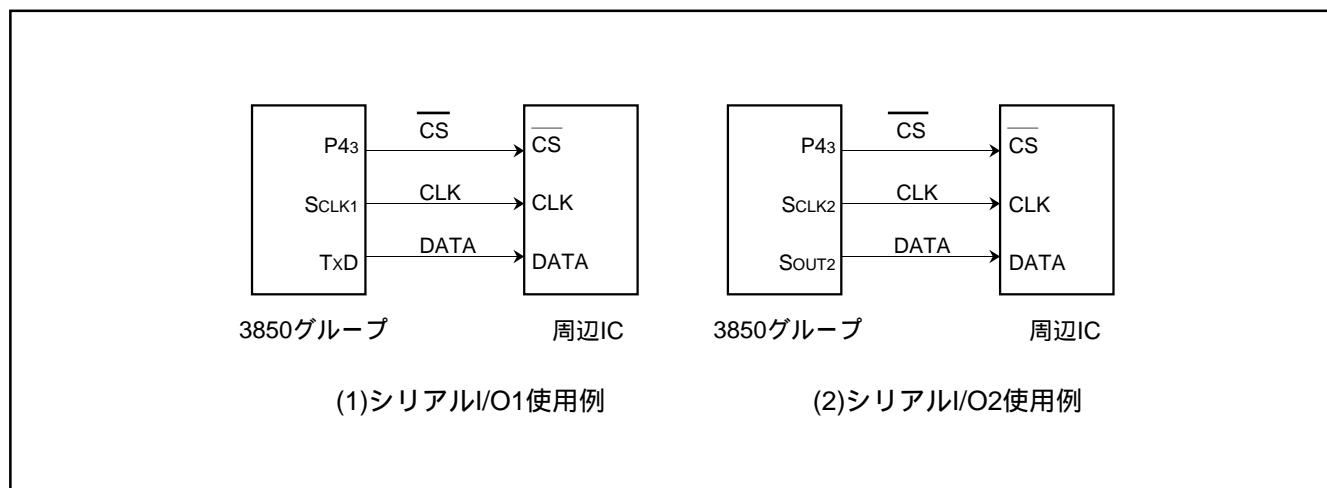 CS
P43
CS
SCLK1
CLK
CLK
TXD
DATA
DATA
3850グループ
周辺IC
(1)シリアルI/O1使用例
CS
P43
CS
SCLK2
CLK
CLK
SOUT2
DATA
DATA
3850グループ
周辺IC
(2)シリアルI/O2使用例